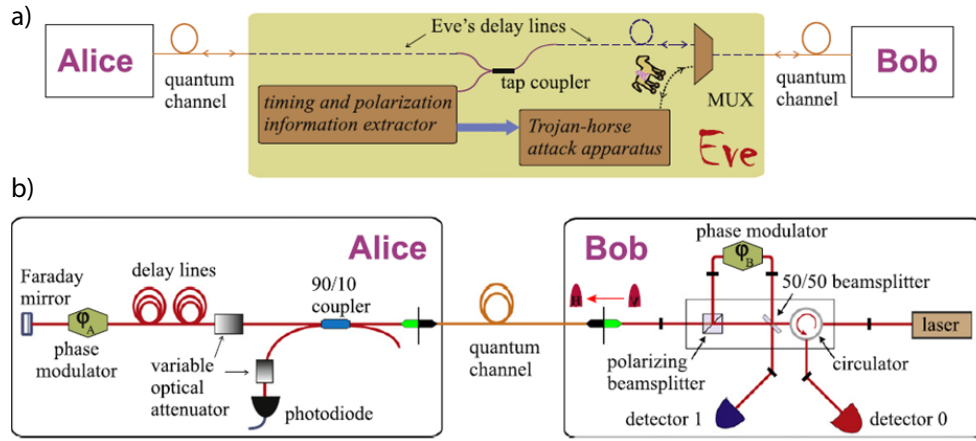 a)
Alice
quantum
channel
Eve's delay lines
tap coupler
timing and polarization
information extractor
Trojan-horse
attack apparatus
MUX
Eve
quantum
channel
Bob
b)
Alice
Faraday
mirror
delay lines
90/10
coupler
φA
phase
modulator
variable
optical
attenuator
photodiode
quantum
channel
Bob
phase modulator
φB
50/50 beamsplitter
laser
polarizing
beamsplitter
circulator
detector 1
detector 0